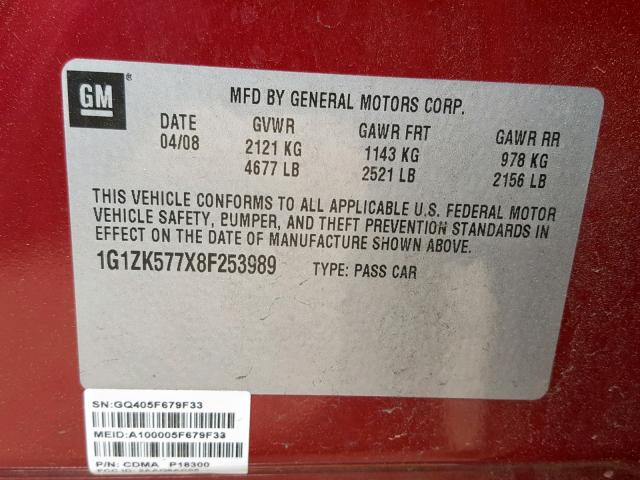 GM ®
MFD BY GENERAL MOTORS CORP.
DATE GVWR GAWR FRT GAWR RR
04/08 2121 KG 1143 KG 978 KG
4677 LB 2521 LB 2156 LB
THIS VEHICLE CONFORMS TO ALL APPLICABLE U.S. FEDERAL MOTOR
VEHICLE SAFETY, BUMPER, AND THEFT PREVENTION STANDARDS IN
EFFECT ON THE DATE OF MANUFACTURE SHOWN ABOVE.
1G1ZK577X8F253989 TYPE: PASS CAR
SN:GQ405F679F33
MEID:A100005F679F33
P/N: CDMA P18300
FCC ID: